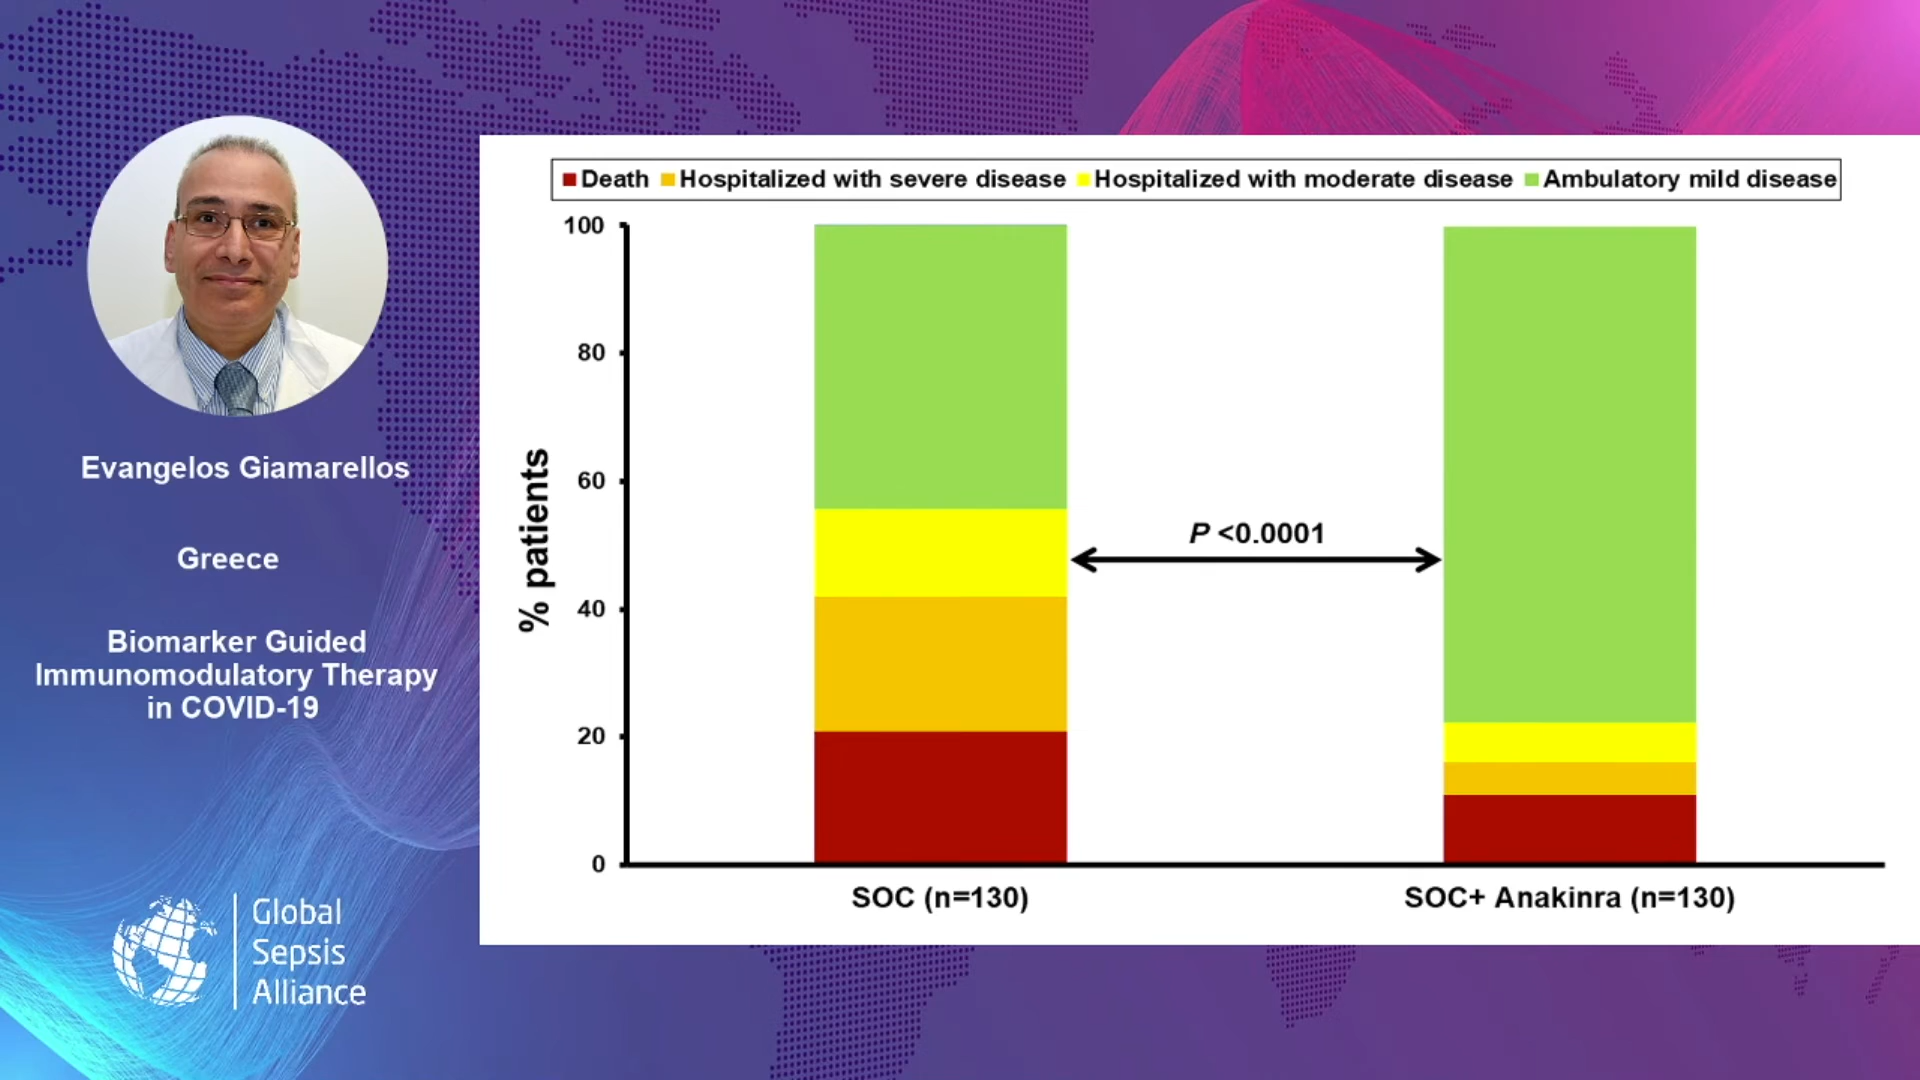 Evangelos Giamarellos
Greece
Biomarker Guided
Immunomodulatory Therapy
in COVID-19
Global
Sepsis
Alliance
Death Hospitalized with severe disease Hospitalized with moderate disease Ambulatory mild disease
% patients
100
80
60
40
20
0
P <0.0001
SOC (n=130)
SOC+ Anakinra (n=130)